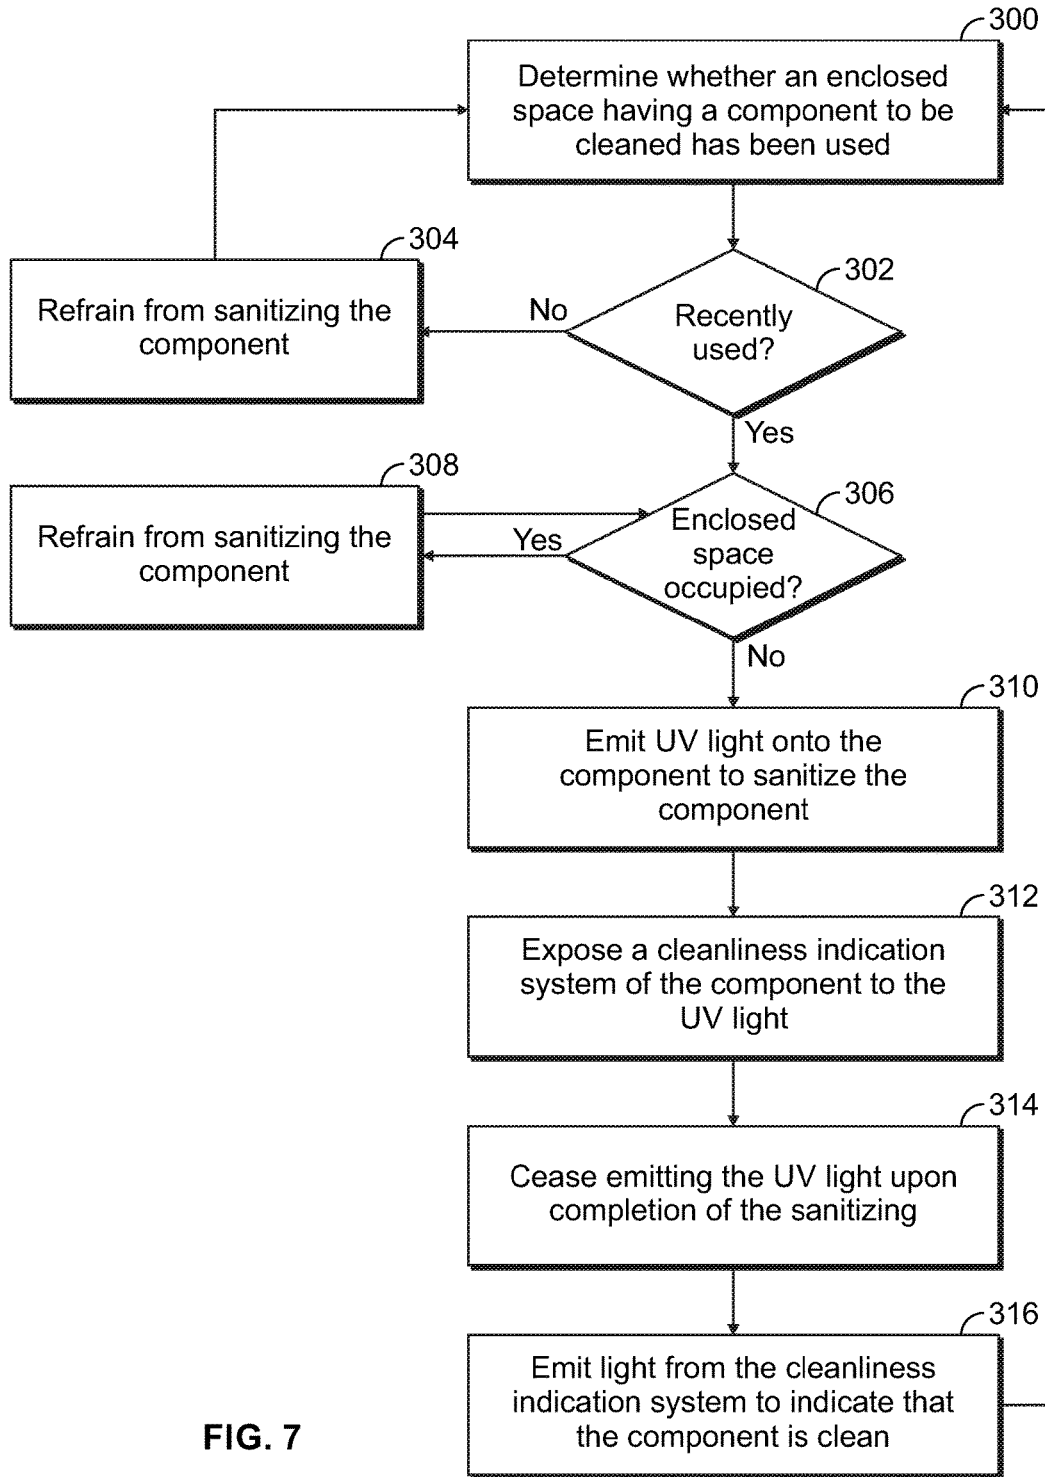 300
Determine whether an enclosed
space having a component to be
cleaned has been used
304
Refrain from sanitizing the
component
302
No
Recently
used?
Yes
308
Refrain from sanitizing the
component
306
Yes
Enclosed
space
occupied?
No
310
Emit UV light onto the
component to sanitize the
component
312
Expose a cleanliness indication
system of the component to the
UV light
314
Cease emitting the UV light upon
completion of the sanitizing
316
Emit light from the cleanliness
indication system to indicate that
the component is clean
FIG. 7